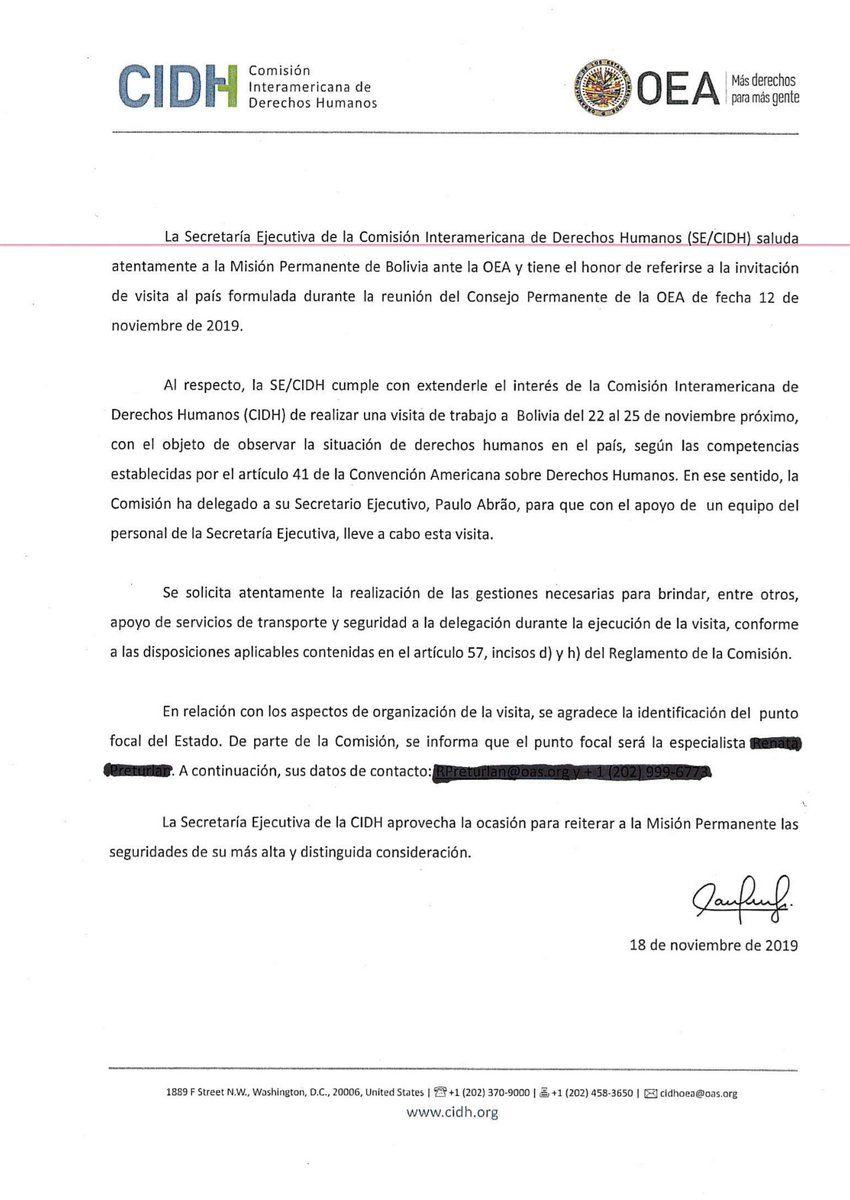 CIDH Comisión
Interamericana de
Derechos Humanos
OEA Más derechos
para más gente
La Secretaría Ejecutiva de la Comisión Interamericana de Derechos Humanos (SE/CIDH) saluda
atentamente a la Misión Permanente de Bolivia ante la OEA y tiene el honor de referirse a la invitación
de visita al país formulada durante la reunión del Consejo Permanente de la OEA de fecha 12 de
noviembre de 2019.
Al respecto, la SE/CIDH cumple con extenderle el interés de la Comisión Interamericana de
Derechos Humanos (CIDH) de realizar una visita de trabajo a Bolivia del 22 al 25 de noviembre próximo,
con el objeto de observar la situación de derechos humanos en el país, según las competencias
establecidas por el artículo 41 de la Convención Americana sobre Derechos Humanos. En ese sentido, la
Comisión ha delegado a su Secretario Ejecutivo, Paulo Abrão, para que con el apoyo de un equipo del
personal de la Secretaría Ejecutiva, lleve a cabo esta visita.
Se solicita atentamente la realización de las gestiones necesarias para brindar, entre otros,
apoyo de servicios de transporte y seguridad a la delegación durante la ejecución de la visita, conforme
a las disposiciones aplicables contenidas en el artículo 57, incisos d) y h) del Reglamento de la Comisión.
En relación con los aspectos de organización de la visita, se agradece la identificación del punto
focal del Estado. De parte de la Comisión, se informa que el punto focal será la especialista
. A continuación, sus datos de contacto:
La Secretaría Ejecutiva de la CIDH aprovecha la ocasión para reiterar a la Misión Permanente las
seguridades de su más alta y distinguida consideración.
18 de noviembre de 2019
1889 F Street N.W., Washington, D.C., 20006, United States | +1 (202) 370-9000 | +1 (202) 458-3650 | cidhoea@oas.org
www.cidh.org